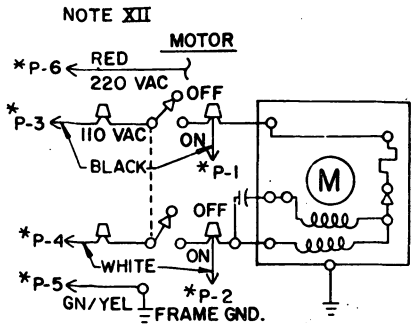 NOTE XII
MOTOR
*P-6 RED
220 VAC
OFF
*P-3 110 VAC
ON
BLACK *P-1
M
OFF
*P-4
ON
WHITE
*P-5 *P-2
GN/YEL FRAME GND.